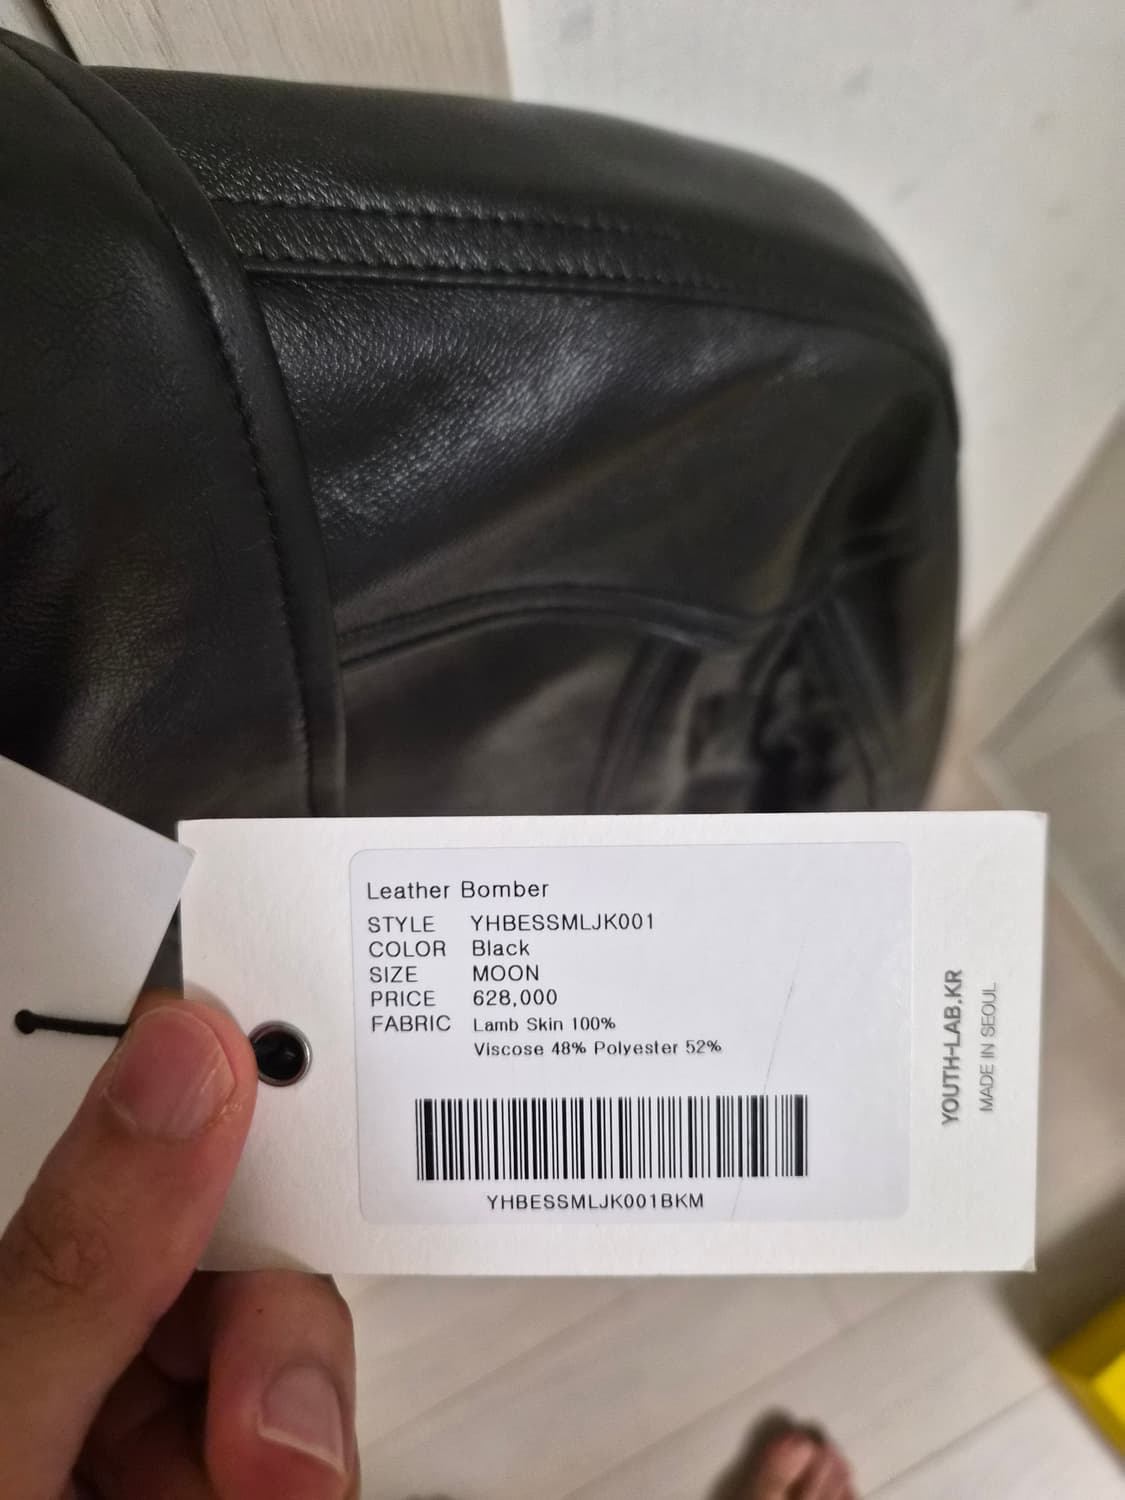 Leather Bomber
STYLE YHBESSMLJK001
COLOR Black
SIZE MOON
PRICE 628,000
FABRIC Lamb Skin 100%
Viscose 48% Polyester 52%
YHBESSMLJK001BKM
YOUTH-LAB.KR
MADE IN SEOUL